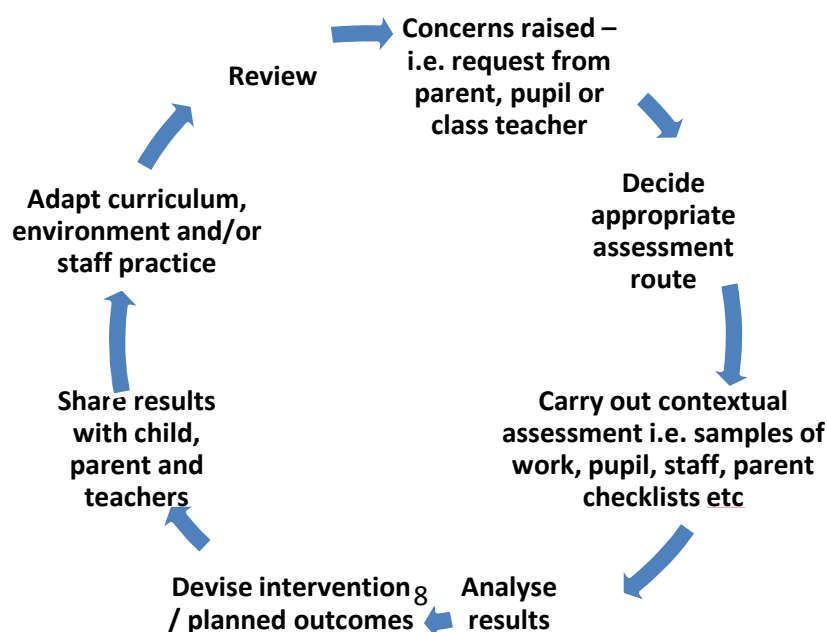 Concerns raised –
i.e. request from
parent, pupil or
class teacher
Decide
appropriate
assessment
route
Carry out contextual
assessment i.e. samples of
work, pupil, staff, parent
checklists etc
Analyse
results
Devise intervention
/ planned outcomes
8
Share results
with child,
parent and
teachers
Adapt curriculum,
environment and/or
staff practice
Review